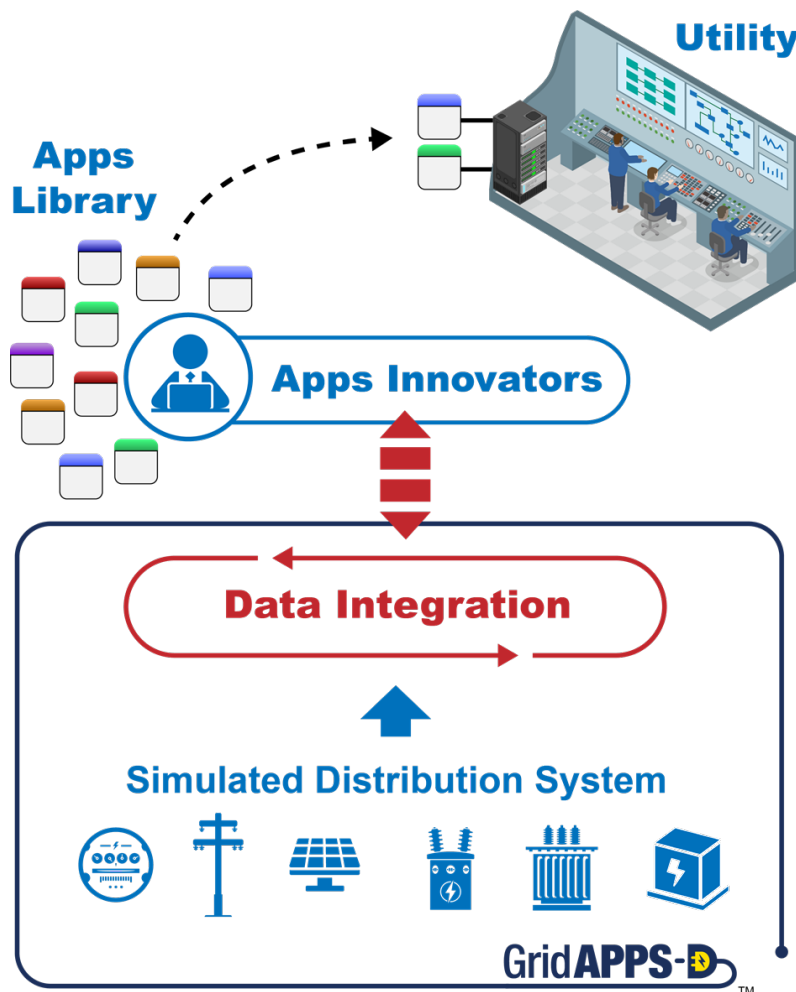 Utility
Apps
Library
Apps Innovators
Data Integration
Simulated Distribution System
GridAPPS-D
TM